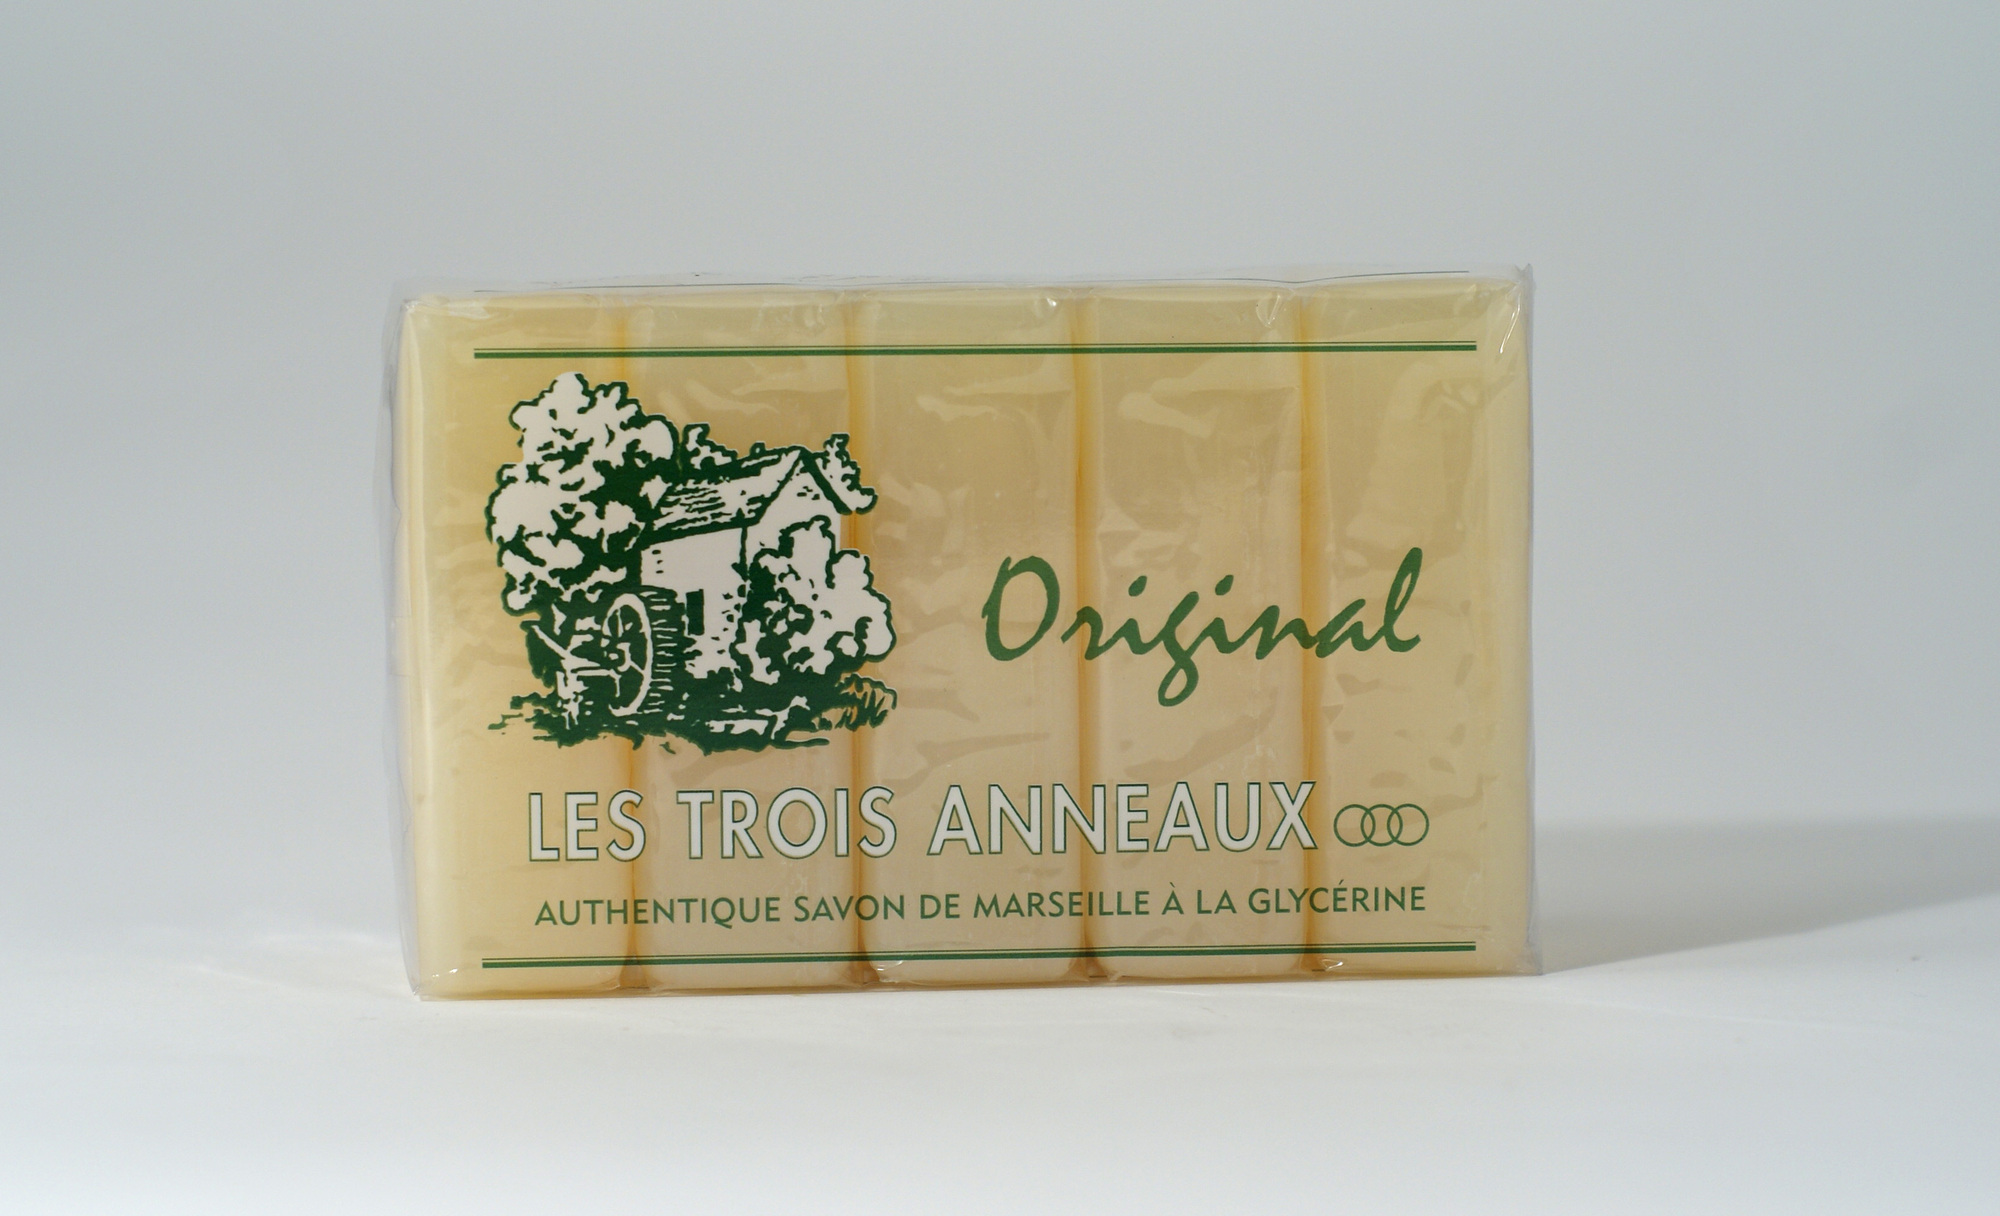 Original
LES TROIS ANNEAUX
AUTHENTIQUE SAVON DE MARSEILLE À LA GLYCÉRINE